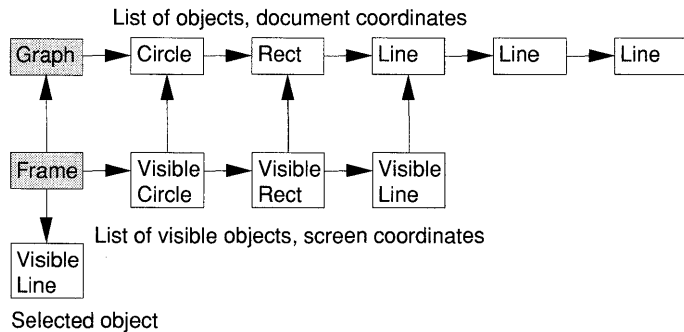 List of objects, document coordinates
Graph
Circle
Rect
Line
Line
Line
Frame
Visible
Circle
Visible
Rect
Visible
Line
List of visible objects, screen coordinates
Visible
Line
Selected object